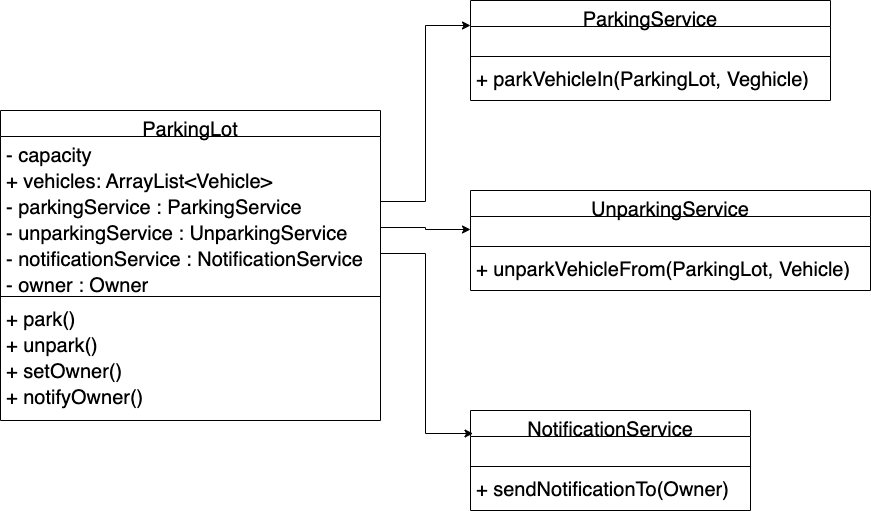 ParkingService
+ parkVehicleIn(ParkingLot, Veghicle)
ParkingLot
- capacity
+ vehicles: ArrayList<Vehicle>
- parkingService : ParkingService
- unparkingService : UnparkingService
- notificationService : NotificationService
- owner : Owner
+ park()
+ unpark()
+ setOwner()
+ notifyOwner()
UnparkingService
+ unparkVehicleFrom(ParkingLot, Vehicle)
NotificationService
+ sendNotificationTo(Owner)